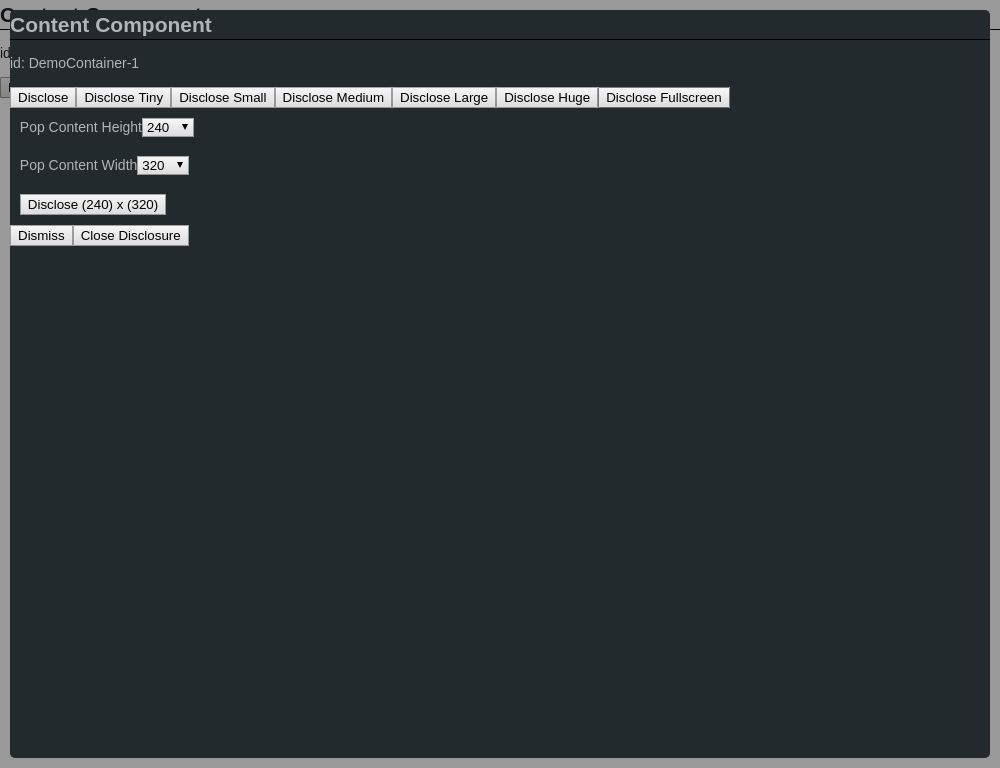 Content Component
id: DemoContainer-1
Disclose Disclose Tiny Disclose Small Disclose Medium Disclose Large Disclose Huge Disclose Fullscreen
Pop Content Height 240
Pop Content Width 320
Disclose (240) x (320)
Dismiss Close Disclosure